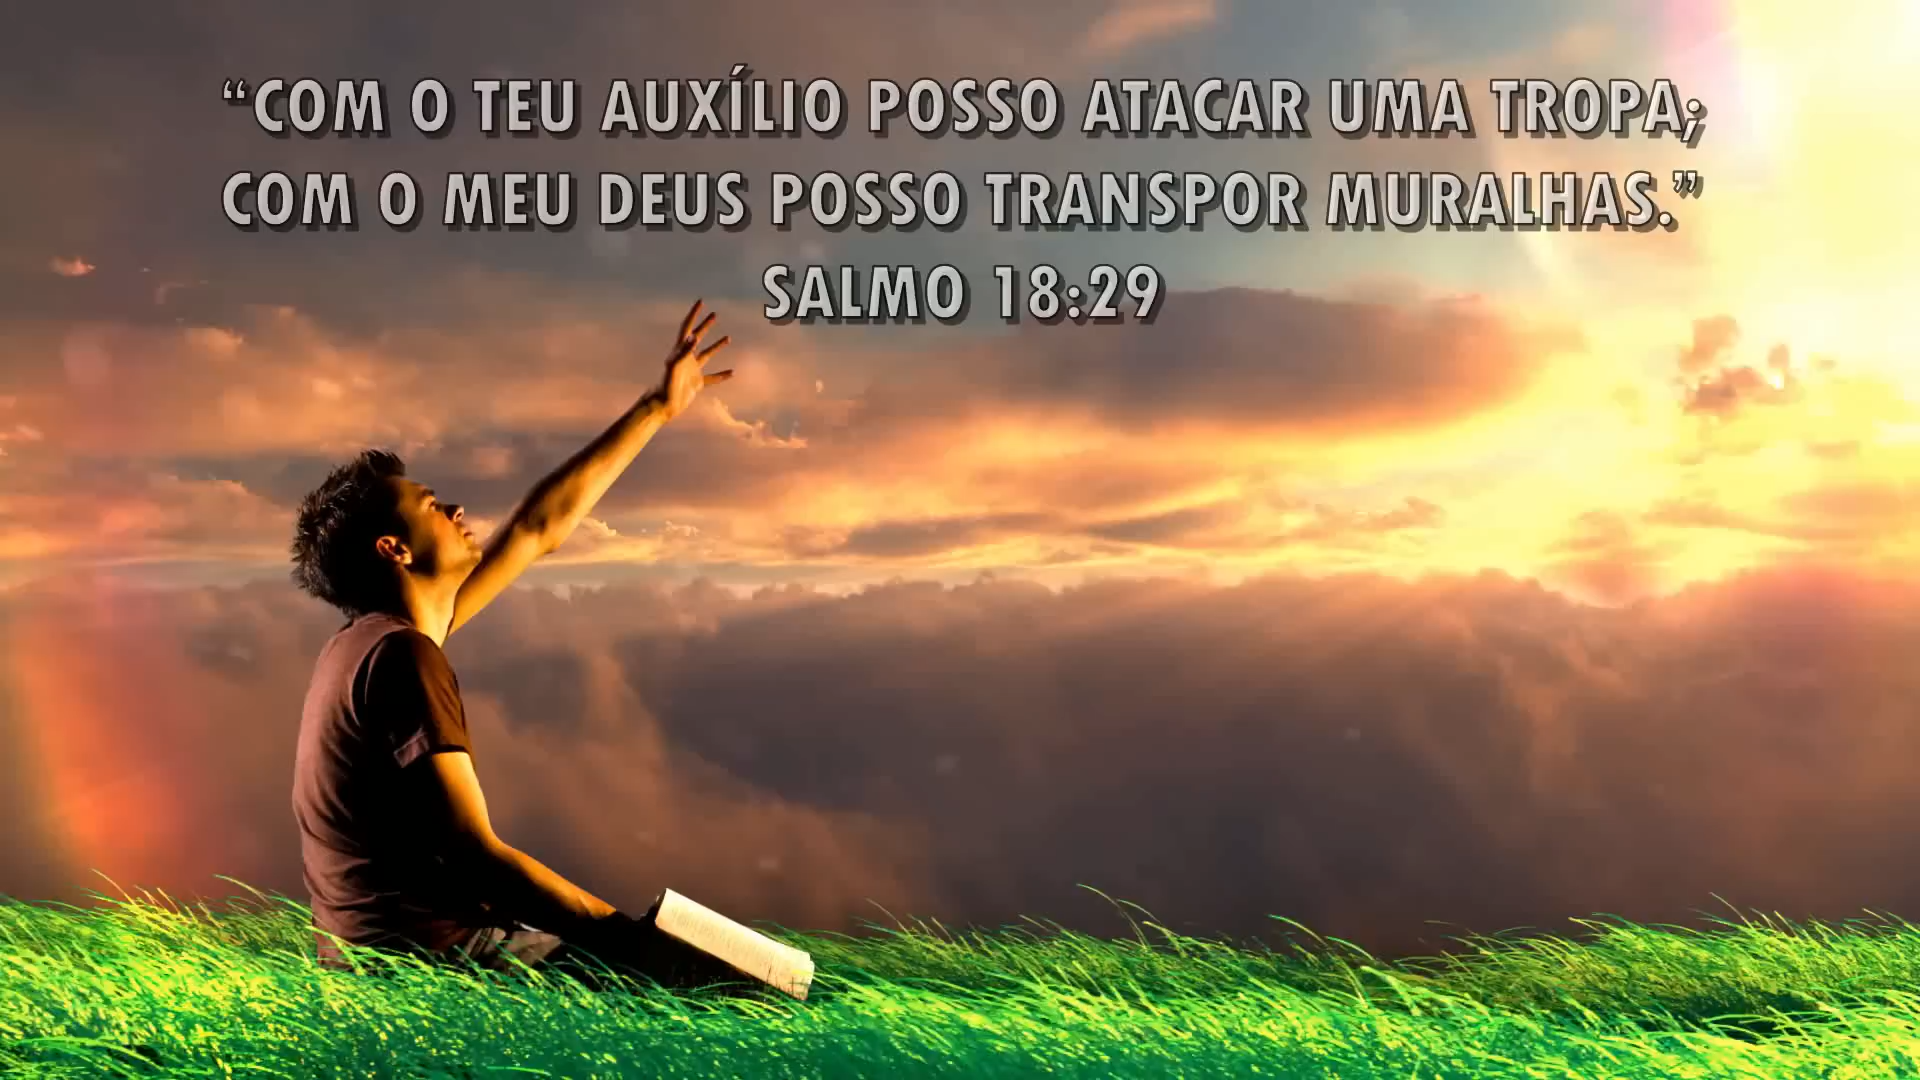 “COM O TEU AUXÍLIO POSSO ATACAR UMA TROPA;
COM O MEU DEUS POSSO TRANSPOR MURALHAS.”
SALMO 18:29